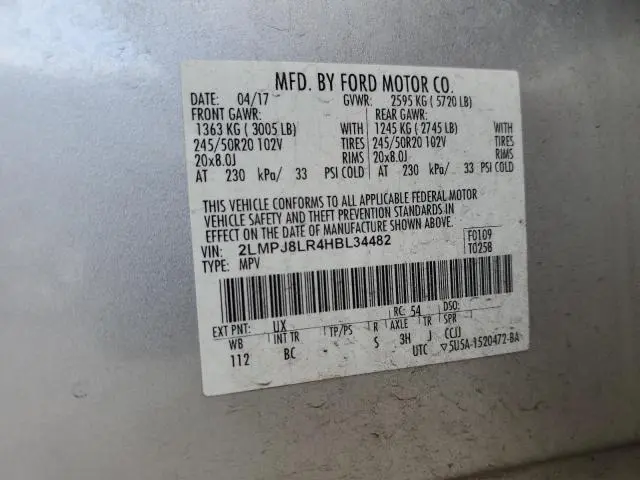 MFD. BY FORD MOTOR CO.
DATE: 04/17 GVWR: 2595 KG ( 5720 LB)
FRONT GAWR: REAR GAWR:
1363 KG ( 3005 LB) WITH 1245 KG ( 2745 LB) WITH
245/50R20 102V TIRES 245/50R20 102V TIRES
20x8.0J RIMS 20x8.0J RIMS
AT 230 kPa/ 33 PSI COLD AT 230 kPa/ 33 PSI COLD
THIS VEHICLE CONFORMS TO ALL APPLICABLE FEDERAL MOTOR
VEHICLE SAFETY AND THEFT PREVENTION STANDARDS IN
EFFECT ON THE DATE OF MANUFACTURE SHOWN ABOVE.
VIN: 2LMPJ8LR4HBL34482 F0109
TYPE: MPV T0258
EXT PNT: UX RC: 54 DSO:
WB INT TR TP/PS R AXLE TR SPR
112 BC S 3H J CCJJ
UTC ▽5U5A-1520472-BA